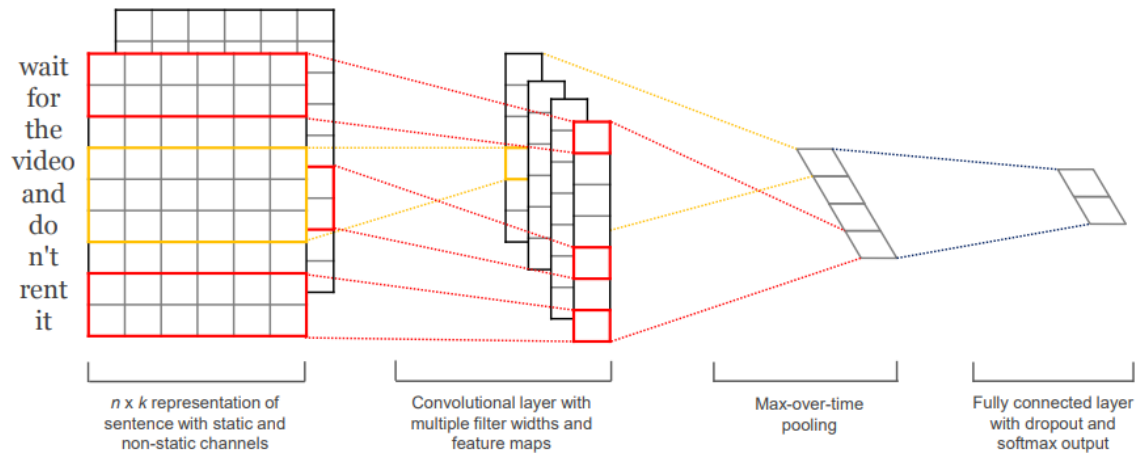 wait
for
the
video
and
do
n't
rent
it
n x k representation of
sentence with static and
non-static channels
Convolutional layer with
multiple filter widths and
feature maps
Max-over-time
pooling
Fully connected layer
with dropout and
softmax output